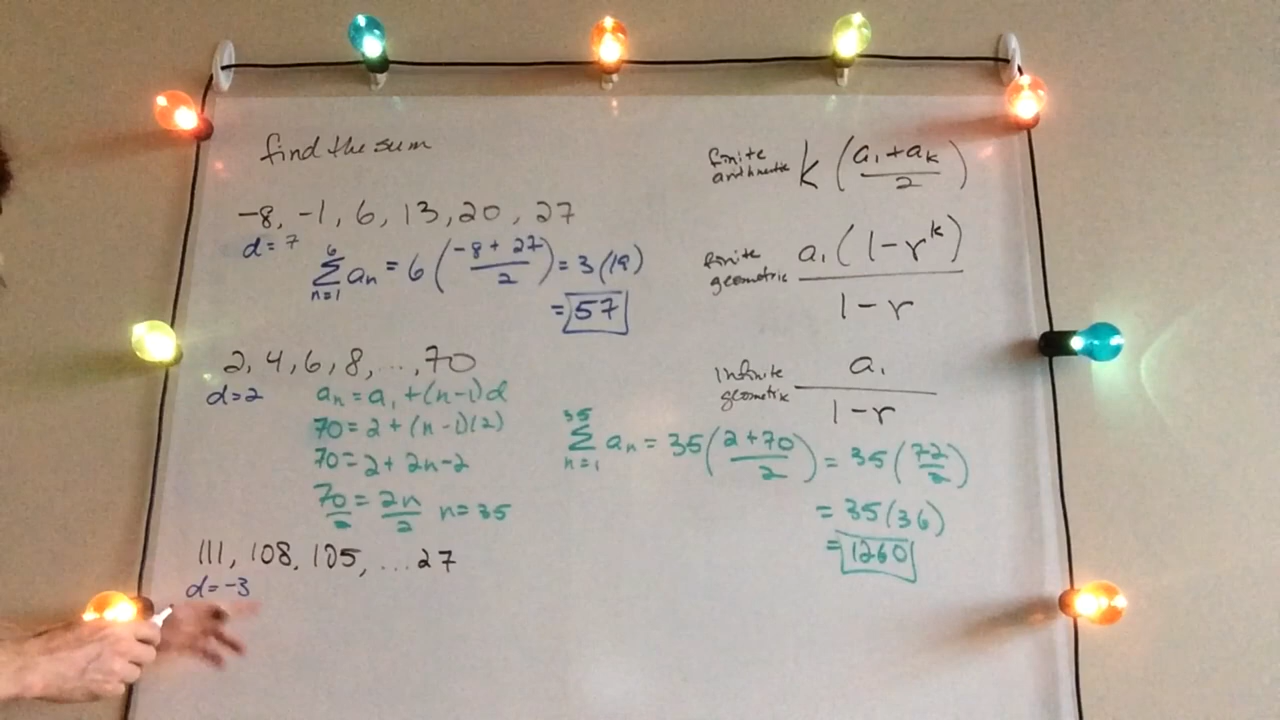 find the sum
-8, -1, 6, 13, 20, 27
d=7
6
∑ aₙ = 6 ( (-8 + 27) / 2 ) = 3(19)
n=1
= 57
2, 4, 6, 8, ..., 70
d=2
aₙ = a₁ + (n-1)d
70 = 2 + (n-1)(2)
70 = 2 + 2n - 2
70/2 = 2n/2 n = 35
35
∑ aₙ = 35 ( (2+70) / 2 ) = 35 ( 72/2 )
n=1
= 35(36)
= 1260
111, 108, 105, ... 27
d = -3
finite arithmetic k ( (a₁ + aₖ) / 2 )
finite geometric a₁ ( 1 - rᵏ ) / 1 - r
infinite geometric a₁ / 1 - r